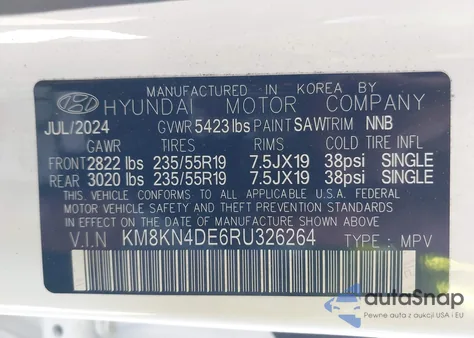 MANUFACTURED IN KOREA BY
HYUNDAI MOTOR COMPANY
JUL/2024 GVWR 5423 lbs PAINT SAW TRIM NNB
GAWR TIRES RIMS COLD TIRE INFL
FRONT 2822 lbs 235/55R19 7.5JX19 38psi SINGLE
REAR 3020 lbs 235/55R19 7.5JX19 38psi SINGLE
THIS VEHICLE CONFORMS TO ALL APPLICABLE U.S.A. FEDERAL
MOTOR VEHICLE SAFETY, BUMPER, AND THEFT PREVENTION STANDARDS
IN EFFECT ON THE DATE OF MANUFACTURE SHOWN ABOVE.
V.I.N KM8KN4DE6RU326264 TYPE : MPV
autoSnap
Pewne auta z aukcji USA i EU